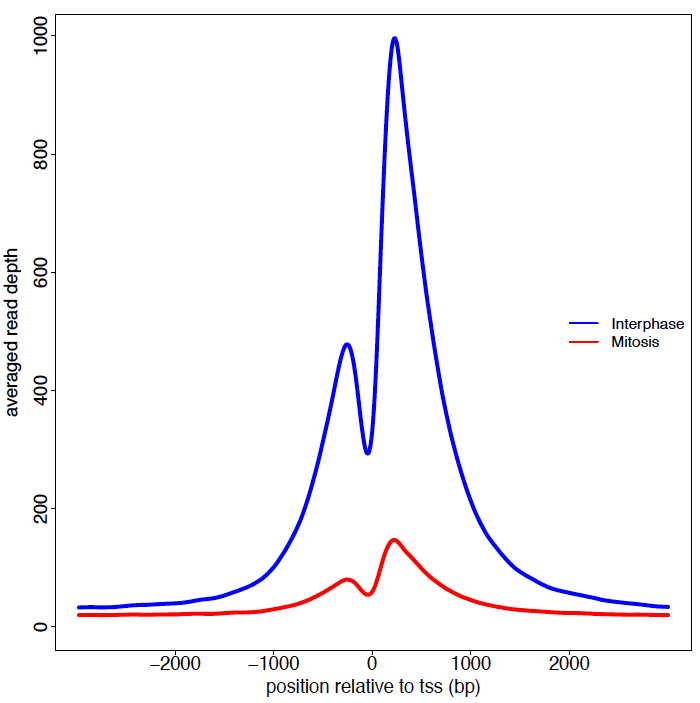 1000
800
600
400
200
0
averaged read depth
Interphase
Mitosis
−2000 −1000 0 1000 2000
position relative to tss (bp)